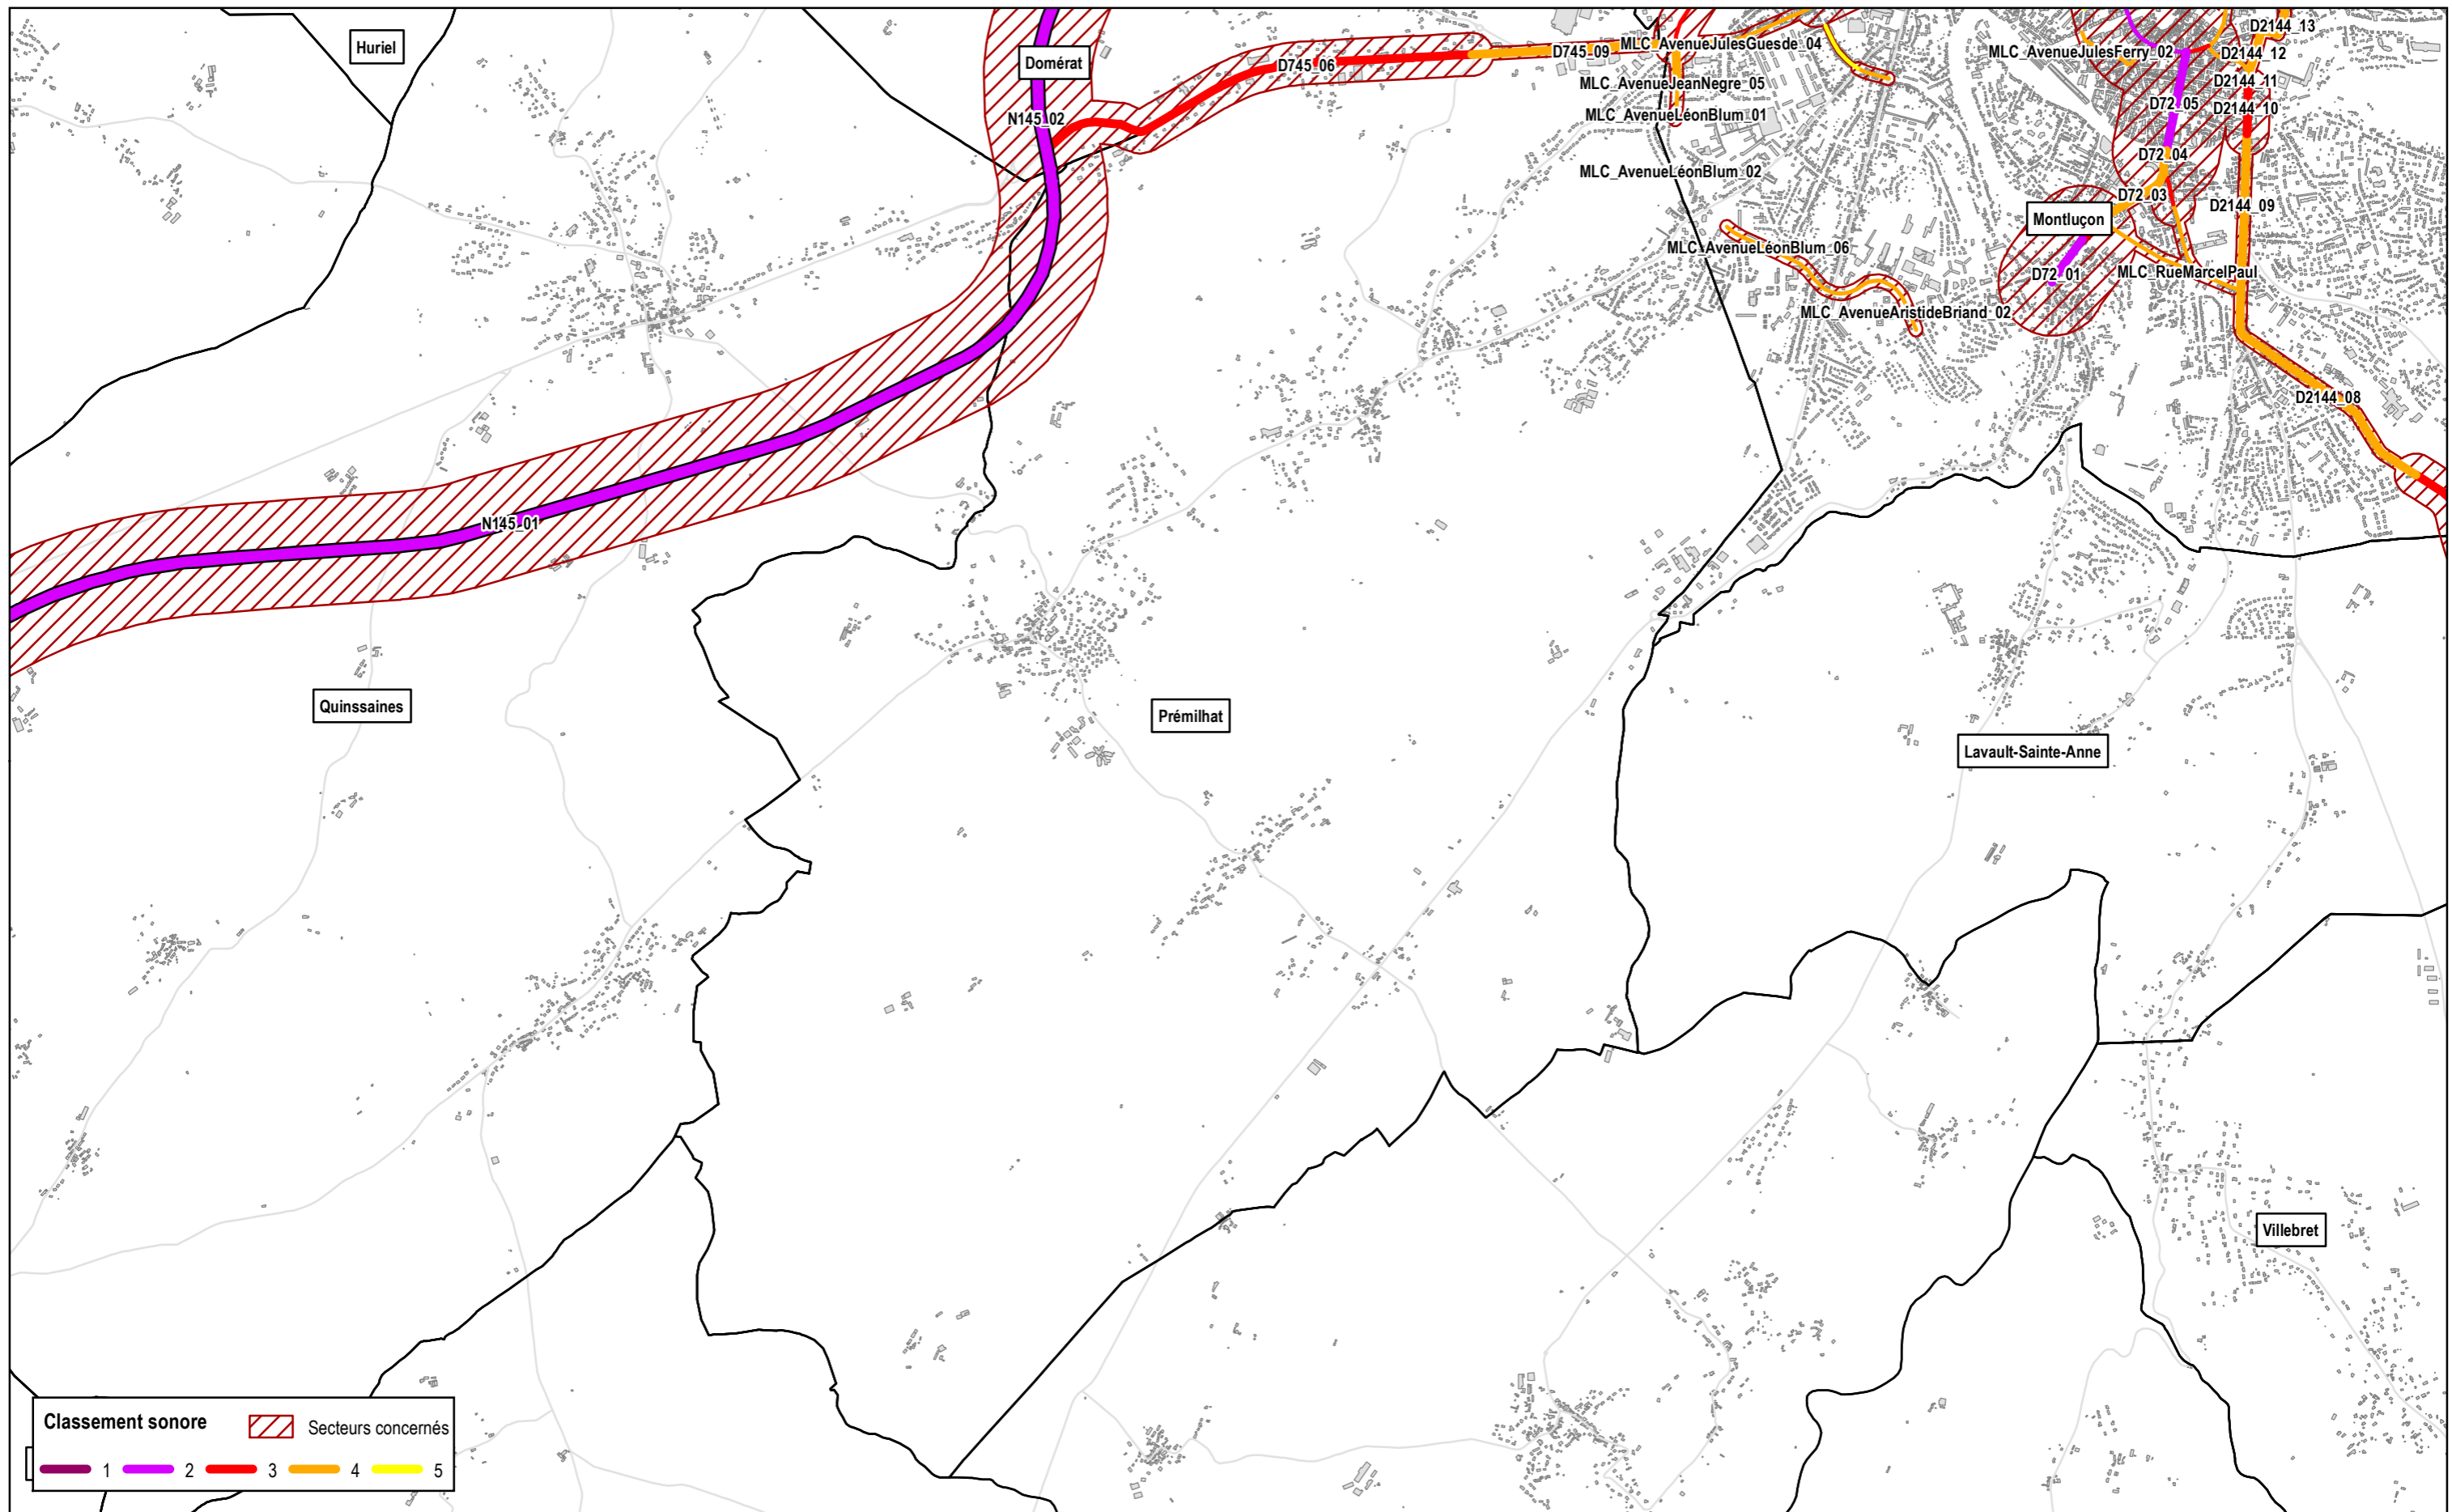 Huriel
Domérat
D745_06
D745_09
MLC_AvenueJulesGuesde_04
MLC_AvenueJulesFerry_02
D2144_13
D2144_12
MLC_AvenueJeanNegre_05
D2144_11
N145_02
MLC_AvenueLéonBlum_01
D72_05
D2144_10
D72_04
MLC_AvenueLéonBlum_02
D72_03
D2144_09
Montluçon
MLC_AvenueLéonBlum_06
D72_01
MLC_RueMarcelPaul
MLC_AvenueAristideBriand_02
D2144_08
N145_01
Quinssaines
Prémilhat
Lavault-Sainte-Anne
Villebret
Classement sonore
Secteurs concernés
1 2 3 4 5